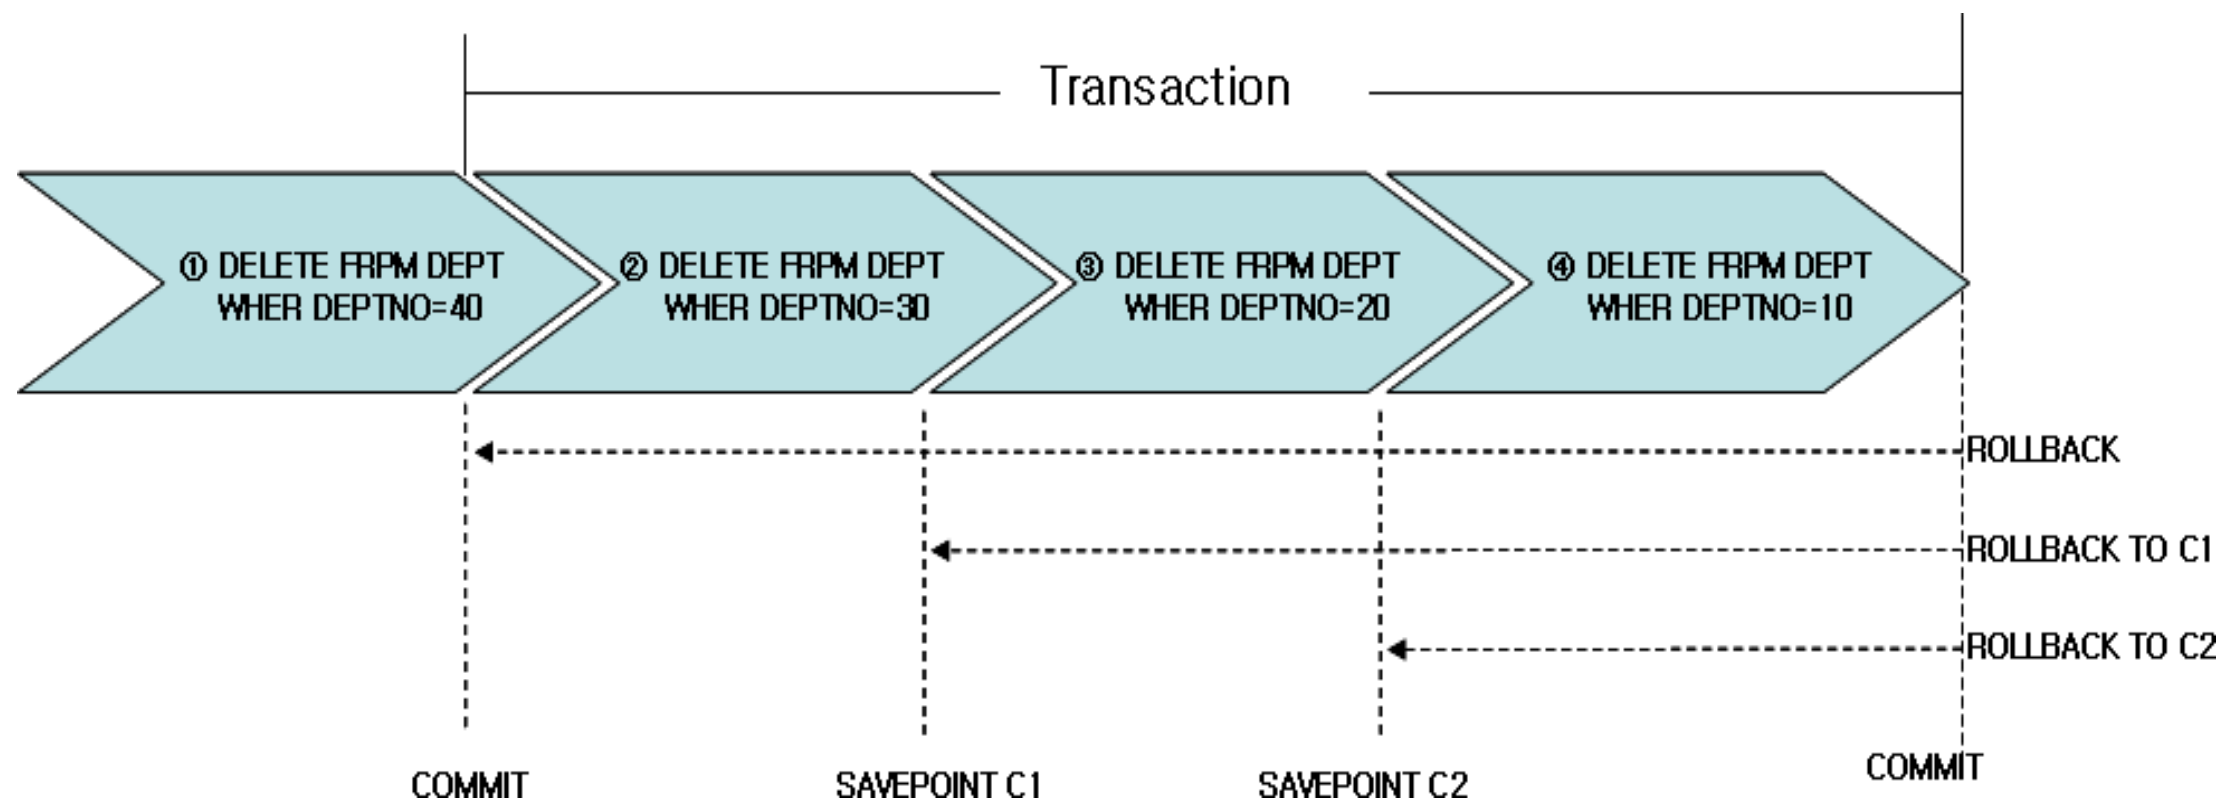 Transaction
① DELETE FRPM DEPT
WHER DEPTNO=40
② DELETE FRPM DEPT
WHER DEPTNO=30
③ DELETE FRPM DEPT
WHER DEPTNO=20
④ DELETE FRPM DEPT
WHER DEPTNO=10
ROLLBACK
ROLLBACK TO C1
ROLLBACK TO C2
COMMIT
SAVEPOINT C1
SAVEPOINT C2
COMMIT